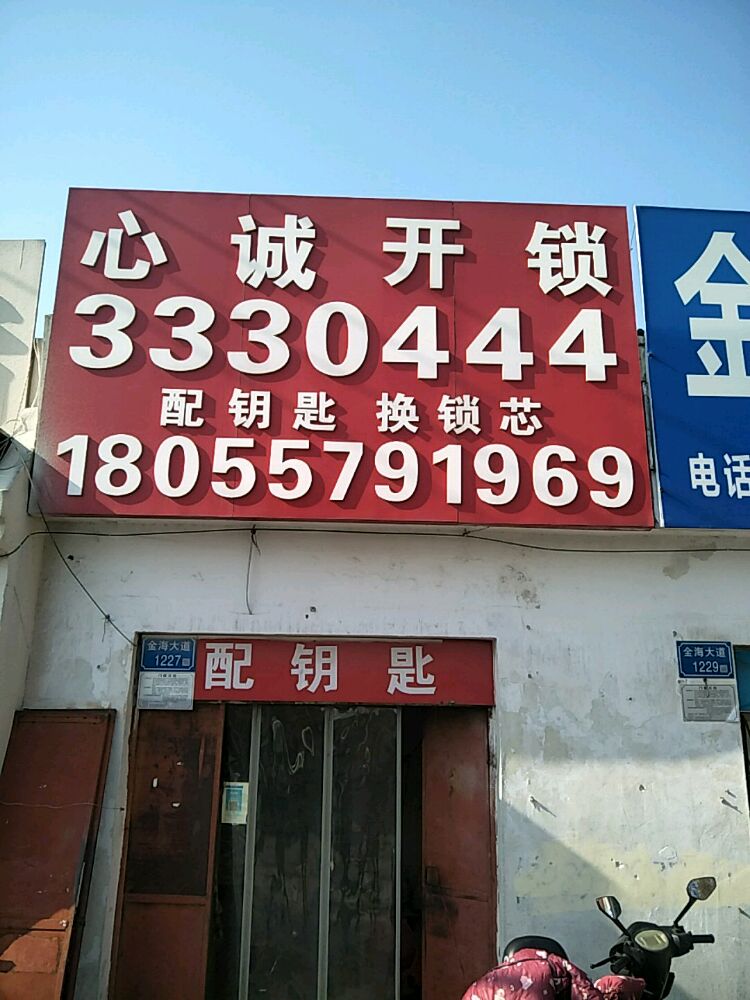 心诚开锁
3330444
配钥匙 换锁芯
18055791969
金
电话
金海大道
1227
配钥匙
金海大道
1229